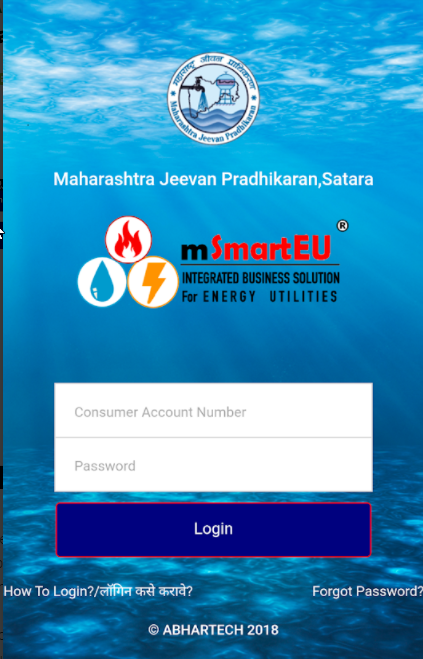 महाराष्ट्र जीवन प्राधिकरण
Maharashtra Jeevan Pradhikaran
Maharashtra Jeevan Pradhikaran,Satara
mSmartEU®
INTEGRATED BUSINESS SOLUTION
For ENERGY UTILITIES
Consumer Account Number
Password
Login
How To Login?/लॉगिन कसे करावे?
Forgot Password?
© ABHARTECH 2018